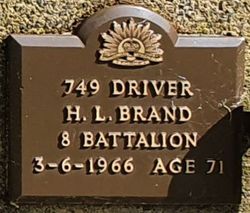 749 DRIVER
H. L. BRAND
8 BATTALION
3-6-1966 AGE 71